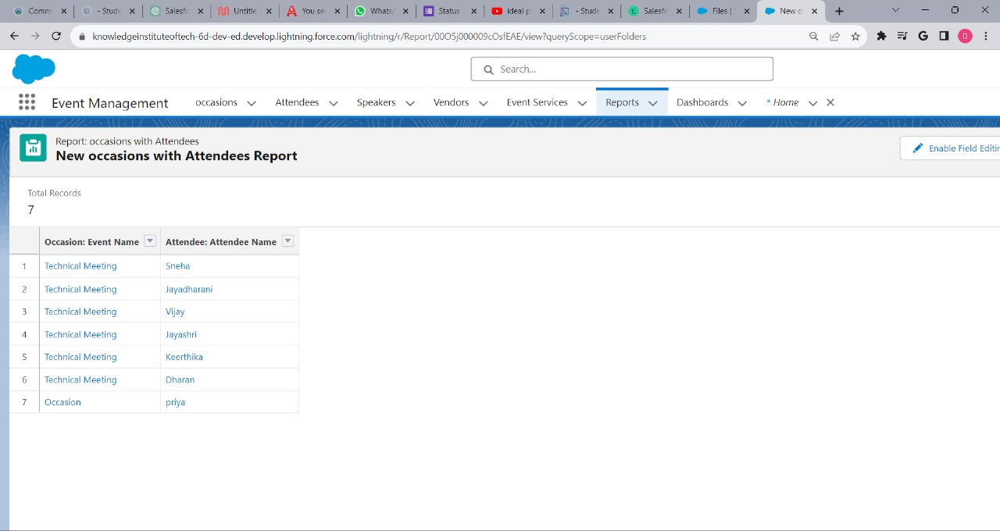 Comm
- Stude
Salesfo
Untitle
You se
Whats
Status
ideal p
- Stude
Salesfo
Files |
New o
knowledgeinstituteoftech-6d-dev-ed.develop.lightning.force.com/lightning/r/Report/00O5j000009cOsfEAE/view?queryScope=userFolders
G
D
Search...
Event Management
occasions
Attendees
Speakers
Vendors
Event Services
Reports
Dashboards
* Home
Report: occasions with Attendees
New occasions with Attendees Report
Enable Field Editin
Total Records
7
Occasion: Event Name Attendee: Attendee Name
1 Technical Meeting Sneha
2 Technical Meeting Jayadharani
3 Technical Meeting Vijay
4 Technical Meeting Jayashri
5 Technical Meeting Keerthika
6 Technical Meeting Dharan
7 Occasion priya